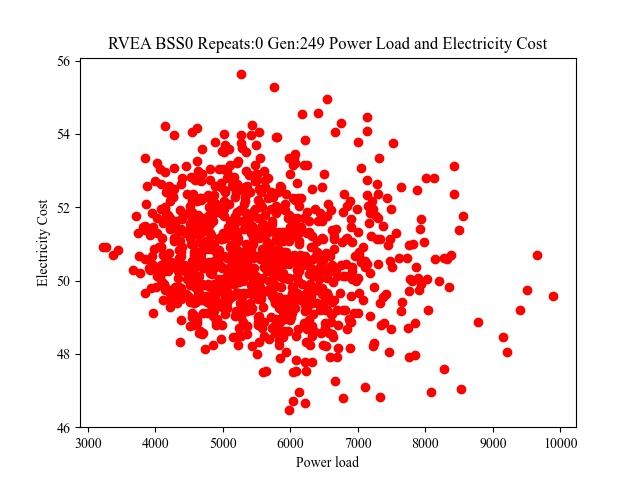 RVEA BSS0 Repeats:0 Gen:249 Power Load and Electricity Cost
56
54
52
50
48
46
Electricity Cost
3000 4000 5000 6000 7000 8000 9000 10000
Power load